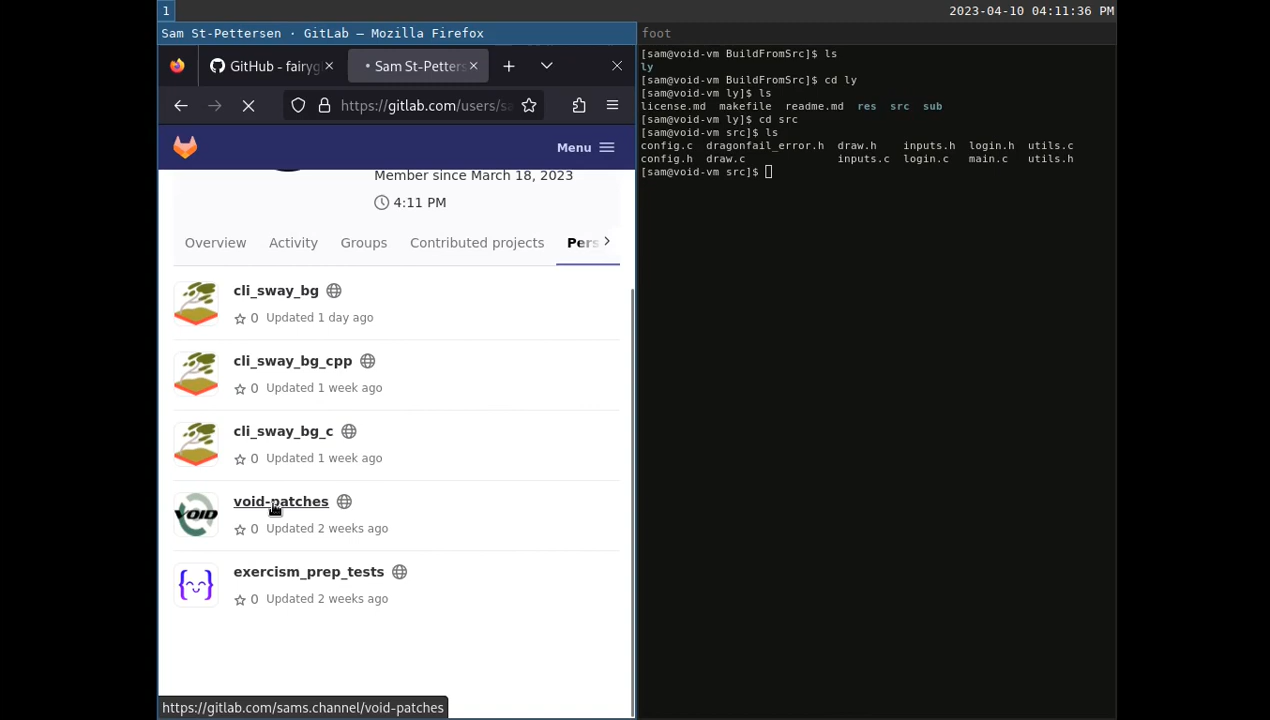 1
2023-04-10 04:11:36 PM
Sam St-Pettersen · GitLab — Mozilla Firefox
GitHub - fairyg
Sam St-Petters
https://gitlab.com/users/sa
Menu
Member since March 18, 2023
4:11 PM
Overview Activity Groups Contributed projects Pers
cli_sway_bg
0 Updated 1 day ago
cli_sway_bg_cpp
0 Updated 1 week ago
cli_sway_bg_c
0 Updated 1 week ago
void-patches
VOID
0 Updated 2 weeks ago
exercism_prep_tests
0 Updated 2 weeks ago
https://gitlab.com/sams.channel/void-patches
foot
[sam@void-vm BuildFromSrc]$ ls
ly
[sam@void-vm BuildFromSrc]$ cd ly
[sam@void-vm ly]$ ls
license.md makefile readme.md res src sub
[sam@void-vm ly]$ cd src
[sam@void-vm src]$ ls
config.c dragonfail_error.h draw.h inputs.h login.h utils.c
config.h draw.c inputs.c login.c main.c utils.h
[sam@void-vm src]$